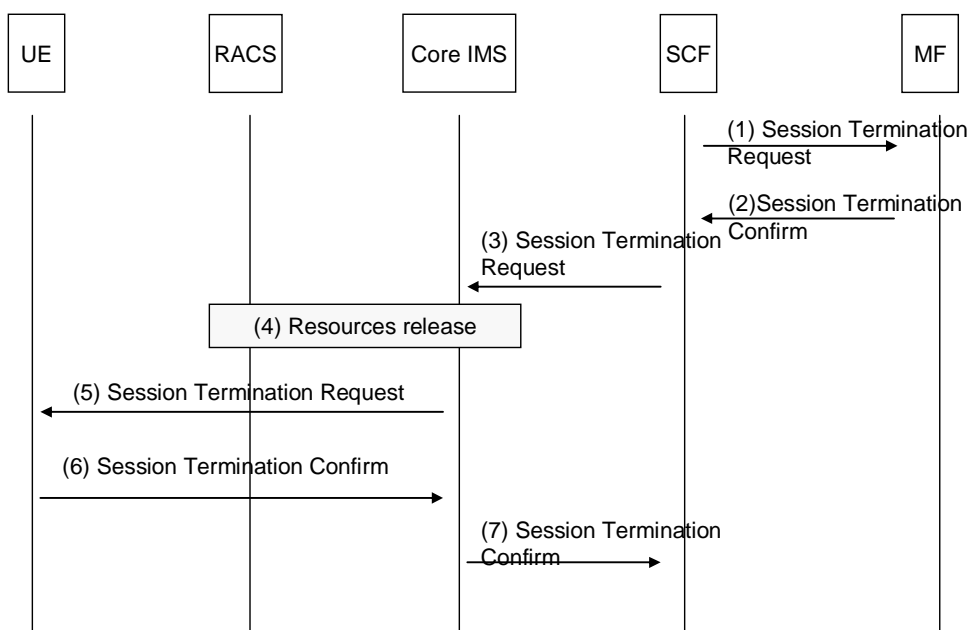 UE
RACS
Core IMS
SCF
MF
(1) Session Termination
Request
(2)Session Termination
Confirm
(3) Session Termination
Request
(4) Resources release
(5) Session Termination Request
(6) Session Termination Confirm
(7) Session Termination
Confirm